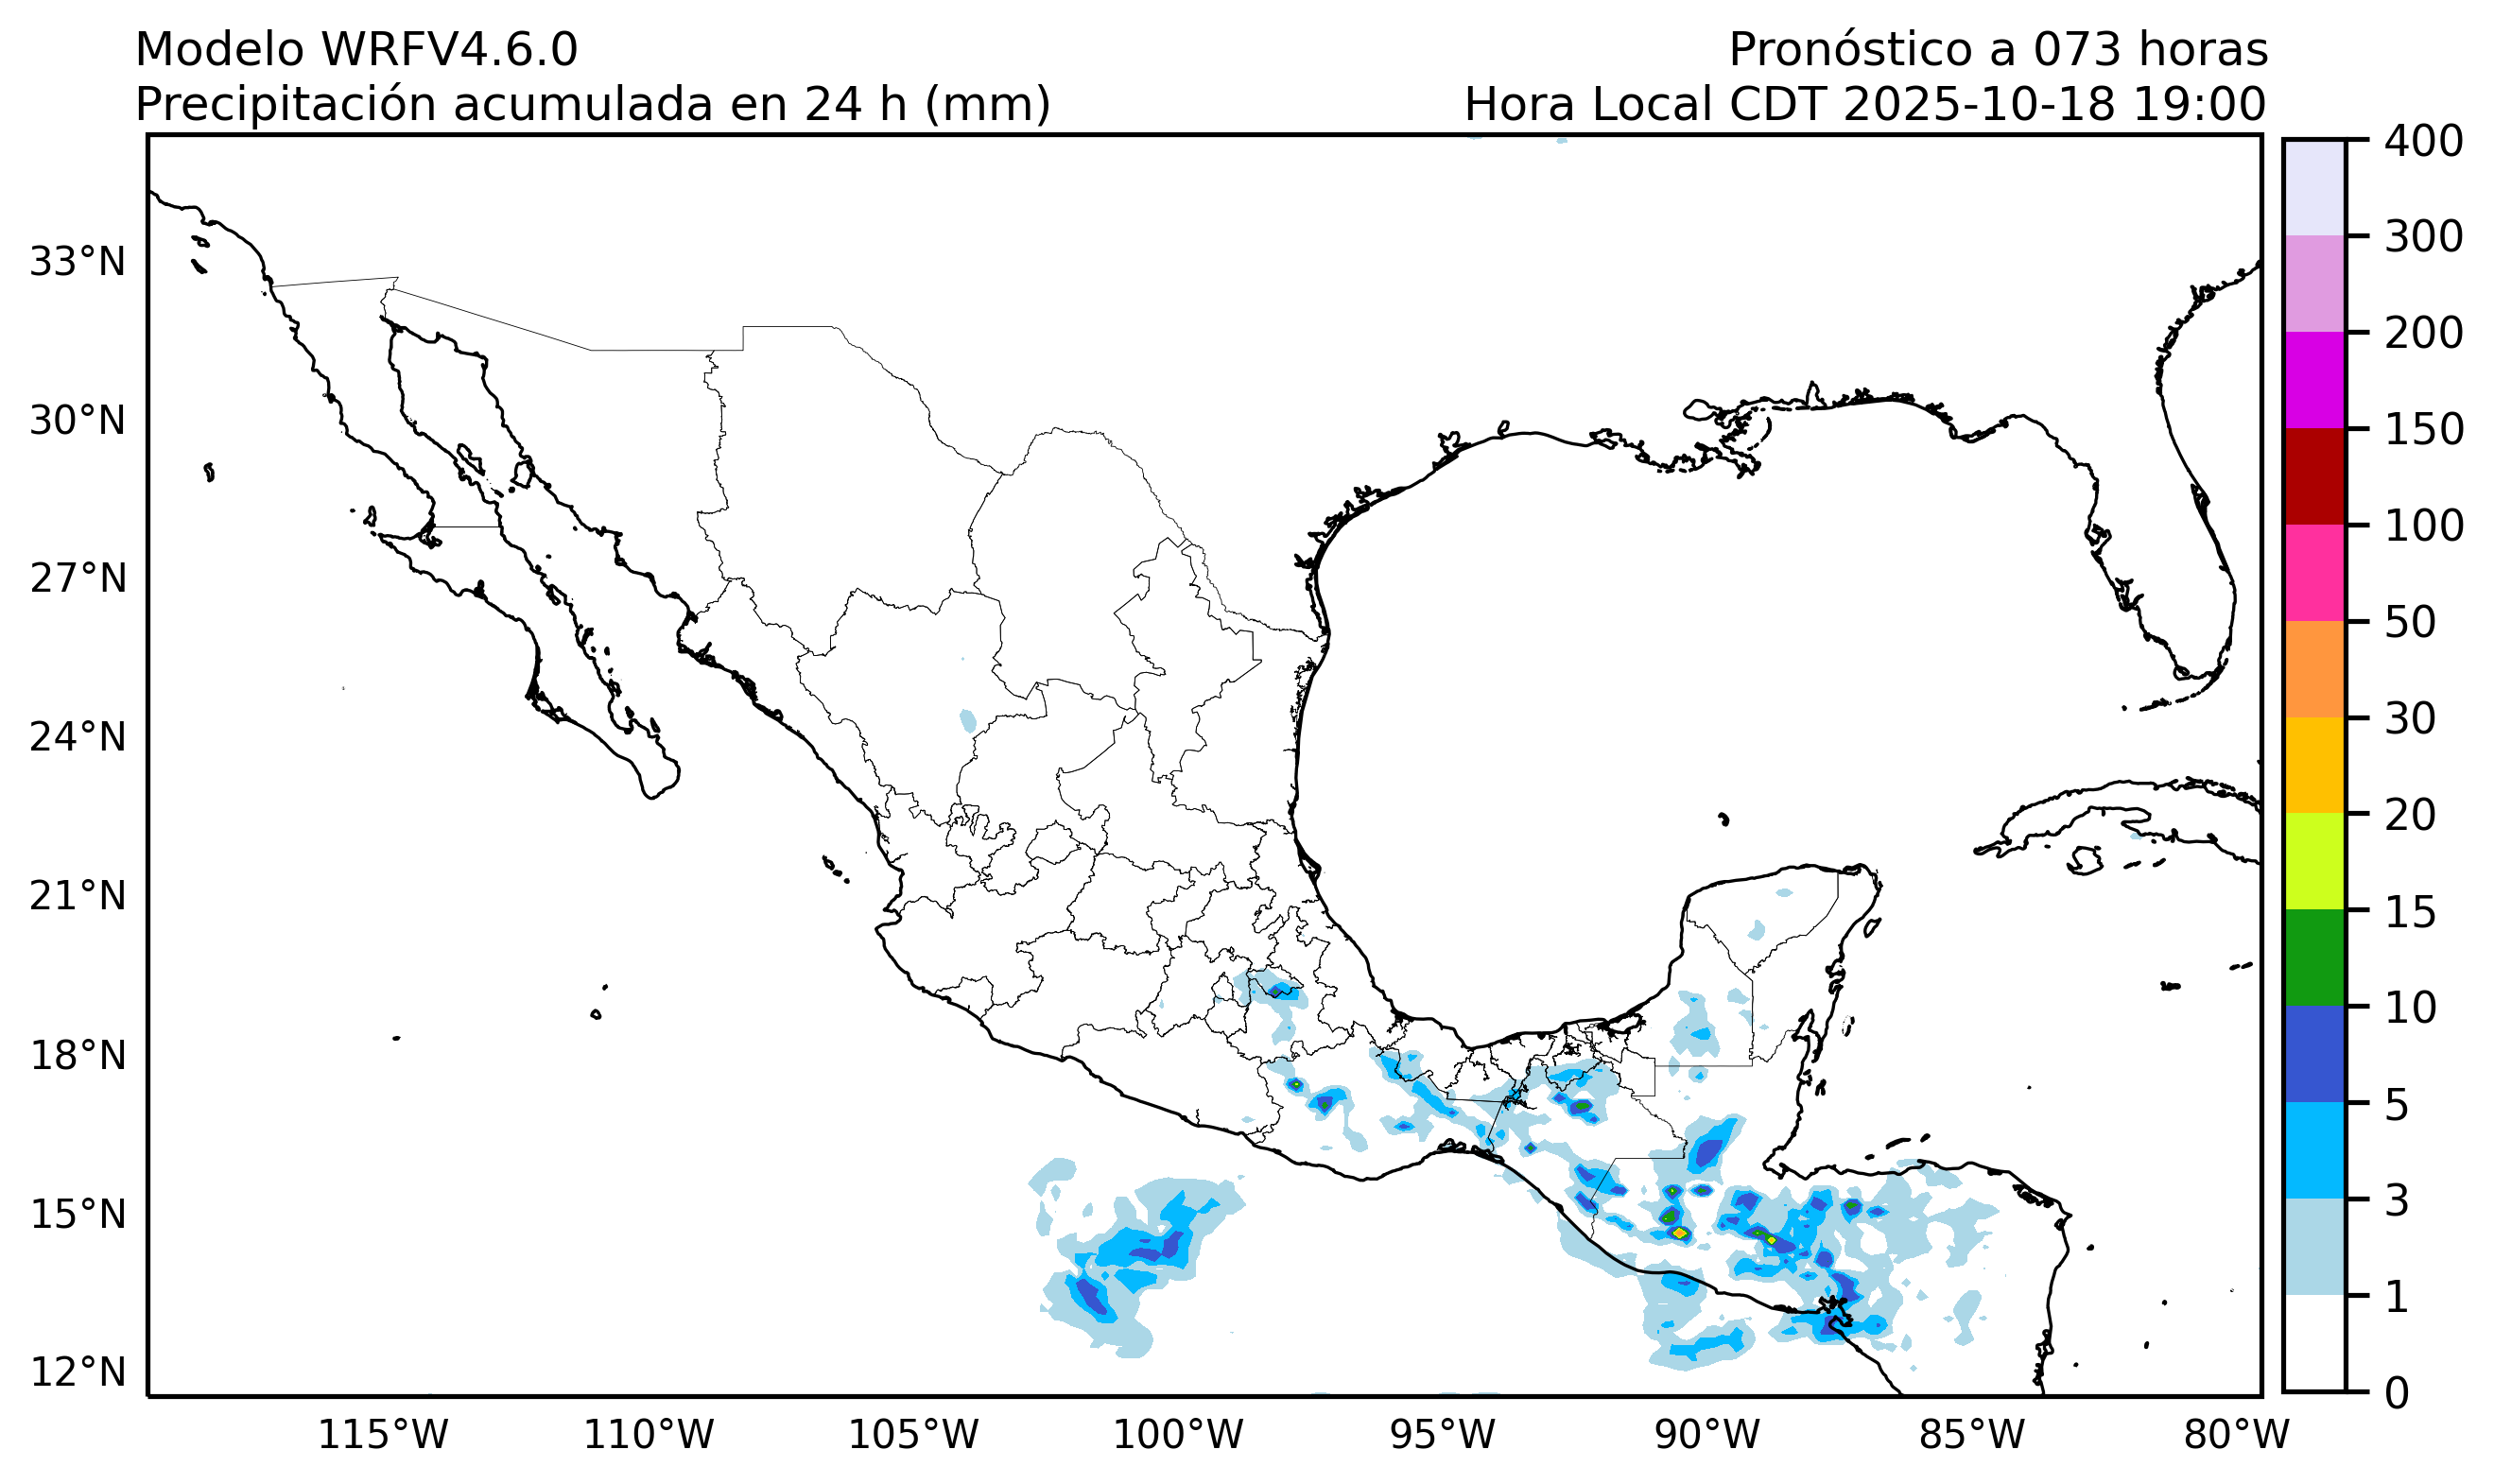 Modelo WRFV4.6.0
Pronóstico a 073 horas
Precipitación acumulada en 24 h (mm)
Hora Local CDT 2025-10-18 19:00
33°N
30°N
27°N
24°N
21°N
18°N
15°N
12°N
115°W
110°W
105°W
100°W
95°W
90°W
85°W
80°W
400
300
200
150
100
50
30
20
15
10
5
3
1
0